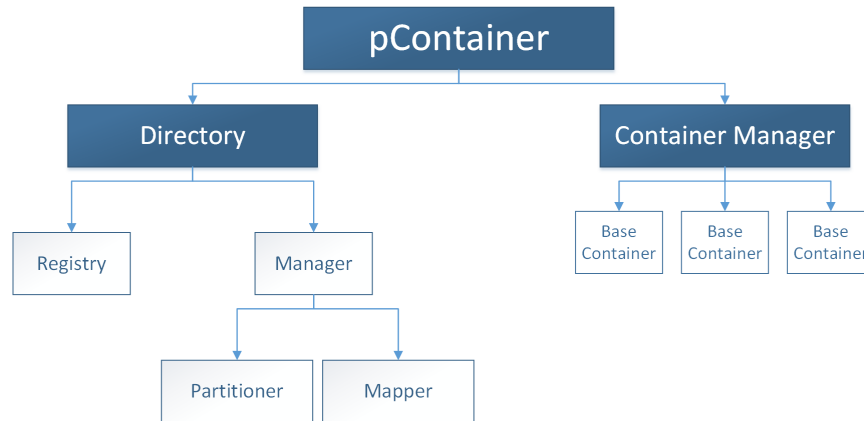 pContainer
Directory
Container Manager
Base
Container
Base
Container
Base
Container
Registry
Manager
Partitioner
Mapper